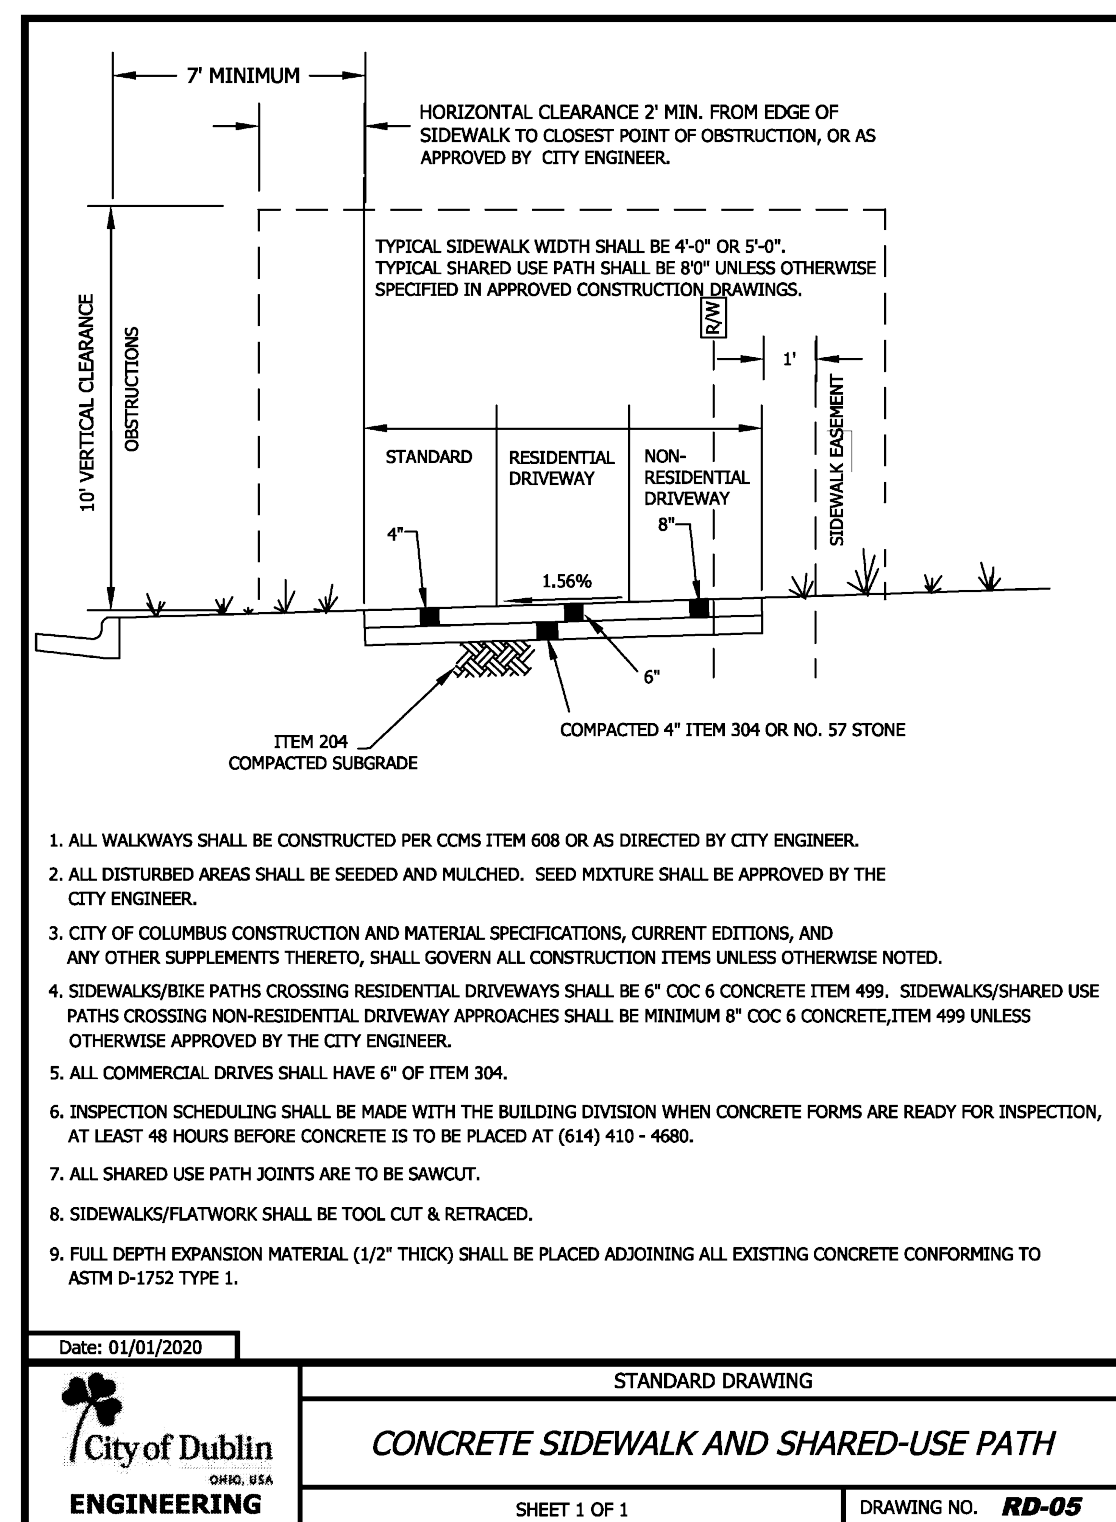 7' MINIMUM
HORIZONTAL CLEARANCE 2' MIN. FROM EDGE OF
SIDEWALK TO CLOSEST POINT OF OBSTRUCTION, OR AS
APPROVED BY CITY ENGINEER.
TYPICAL SIDEWALK WIDTH SHALL BE 4'-0" OR 5'-0".
TYPICAL SHARED USE PATH SHALL BE 8'0" UNLESS OTHERWISE
SPECIFIED IN APPROVED CONSTRUCTION DRAWINGS.
R/W
1'
10' VERTICAL CLEARANCE
OBSTRUCTIONS
SIDEWALK EASEMENT
STANDARD
RESIDENTIAL
DRIVEWAY
NON-
RESIDENTIAL
DRIVEWAY
4"
8"
1.56%
6"
COMPACTED 4" ITEM 304 OR NO. 57 STONE
ITEM 204
COMPACTED SUBGRADE
1. ALL WALKWAYS SHALL BE CONSTRUCTED PER CCMS ITEM 608 OR AS DIRECTED BY CITY ENGINEER.
2. ALL DISTURBED AREAS SHALL BE SEEDED AND MULCHED. SEED MIXTURE SHALL BE APPROVED BY THE
CITY ENGINEER.
3. CITY OF COLUMBUS CONSTRUCTION AND MATERIAL SPECIFICATIONS, CURRENT EDITIONS, AND
ANY OTHER SUPPLEMENTS THERETO, SHALL GOVERN ALL CONSTRUCTION ITEMS UNLESS OTHERWISE NOTED.
4. SIDEWALKS/BIKE PATHS CROSSING RESIDENTIAL DRIVEWAYS SHALL BE 6" COC 6 CONCRETE ITEM 499. SIDEWALKS/SHARED USE
PATHS CROSSING NON-RESIDENTIAL DRIVEWAY APPROACHES SHALL BE MINIMUM 8" COC 6 CONCRETE,ITEM 499 UNLESS
OTHERWISE APPROVED BY THE CITY ENGINEER.
5. ALL COMMERCIAL DRIVES SHALL HAVE 6" OF ITEM 304.
6. INSPECTION SCHEDULING SHALL BE MADE WITH THE BUILDING DIVISION WHEN CONCRETE FORMS ARE READY FOR INSPECTION,
AT LEAST 48 HOURS BEFORE CONCRETE IS TO BE PLACED AT (614) 410 - 4680.
7. ALL SHARED USE PATH JOINTS ARE TO BE SAWCUT.
8. SIDEWALKS/FLATWORK SHALL BE TOOL CUT & RETRACED.
9. FULL DEPTH EXPANSION MATERIAL (1/2" THICK) SHALL BE PLACED ADJOINING ALL EXISTING CONCRETE CONFORMING TO
ASTM D-1752 TYPE 1.
Date: 01/01/2020
City of Dublin
OHIO, USA
ENGINEERING
STANDARD DRAWING
CONCRETE SIDEWALK AND SHARED-USE PATH
SHEET 1 OF 1
DRAWING NO. RD-05